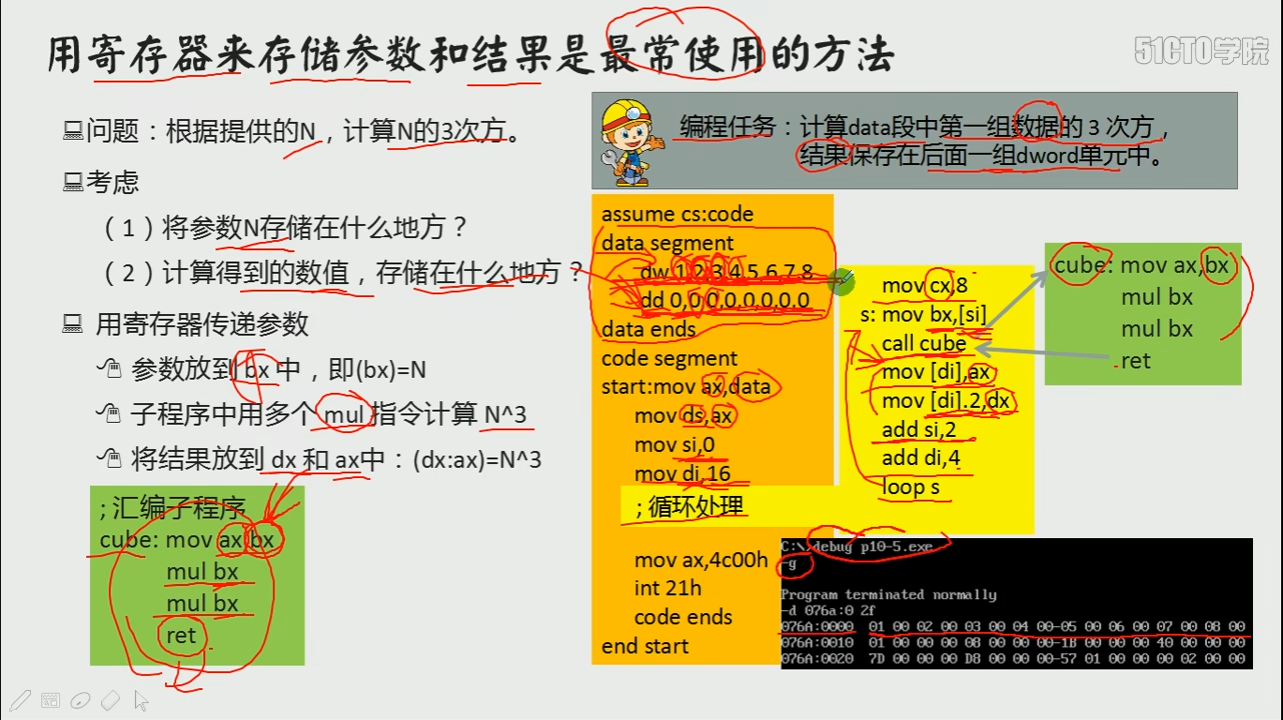 用寄存器来存储参数和结果是最常使用的方法
51CTO学院
问题：根据提供的N，计算N的3次方。
考虑
（1）将参数N存储在什么地方？
（2）计算得到的数值，存储在什么地方？
用寄存器传递参数
参数放到 bx 中，即(bx)=N
子程序中用多个 mul 指令计算 N^3
将结果放到 dx 和 ax中：(dx:ax)=N^3
;汇编子程序
cube: mov ax,bx
mul bx
mul bx
ret
编程任务：计算data段中第一组数据的 3 次方，
结果保存在后面一组dword单元中。
assume cs:code
data segment
dw 1,2,3,4,5,6,7,8
dd 0,0,0,0,0,0,0,0
data ends
code segment
start:mov ax,data
mov ds,ax
mov si,0
mov di,16
;循环处理
mov ax,4c00h
int 21h
code ends
end start
mov cx,8
s: mov bx,[si]
call cube
mov [di],ax
mov [di].2,dx
add si,2
add di,4
loop s
cube: mov ax,bx
mul bx
mul bx
ret
C:\>debug p10-5.exe
-g
Program terminated normally
-d 076a:0 2f
076A:0000 01 00 02 00 03 00 04 00-05 00 06 00 07 00 08 00
076A:0010 01 00 00 00 08 00 00 00-1B 00 00 00 40 00 00 00
076A:0020 7D 00 00 00 D8 00 00 00-57 01 00 00 00 02 00 00